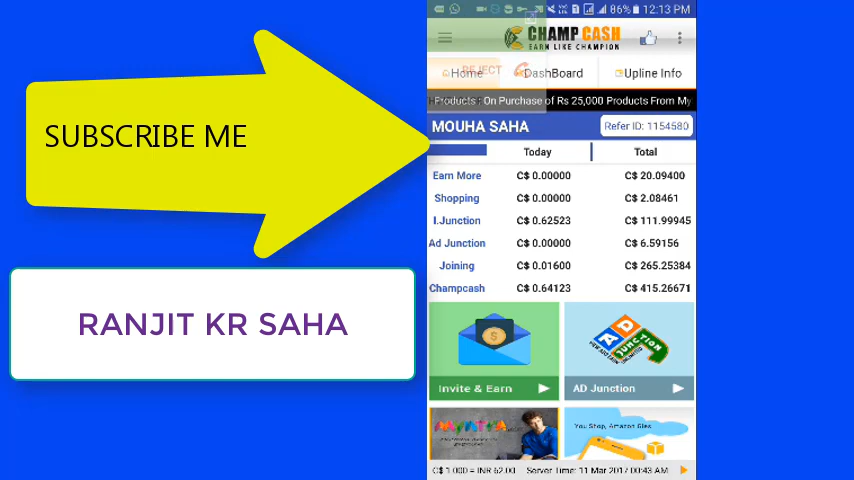 SUBSCRIBE ME
RANJIT KR SAHA
86% 12:13 PM
CHAMP CASH
EARN LIKE CHAMPION
REJECT
Home DashBoard Upline Info
Products : On Purchase of Rs 25,000 Products From My
MOUHA SAHA Refer ID: 1154580
Today Total
Earn More C$ 0.00000 C$ 20.09400
Shopping C$ 0.00000 C$ 2.08461
I.Junction C$ 0.62523 C$ 111.99945
Ad Junction C$ 0.00000 C$ 6.59156
Joining C$ 0.01600 C$ 265.25384
Champcash C$ 0.64123 C$ 415.26671
AD
JUNCTION
Invite & Earn AD Junction
You Shop, Amazon Gives
C$ 1.000 = INR 62.00 Server Time: 11 Mar 2017 00:43 AM